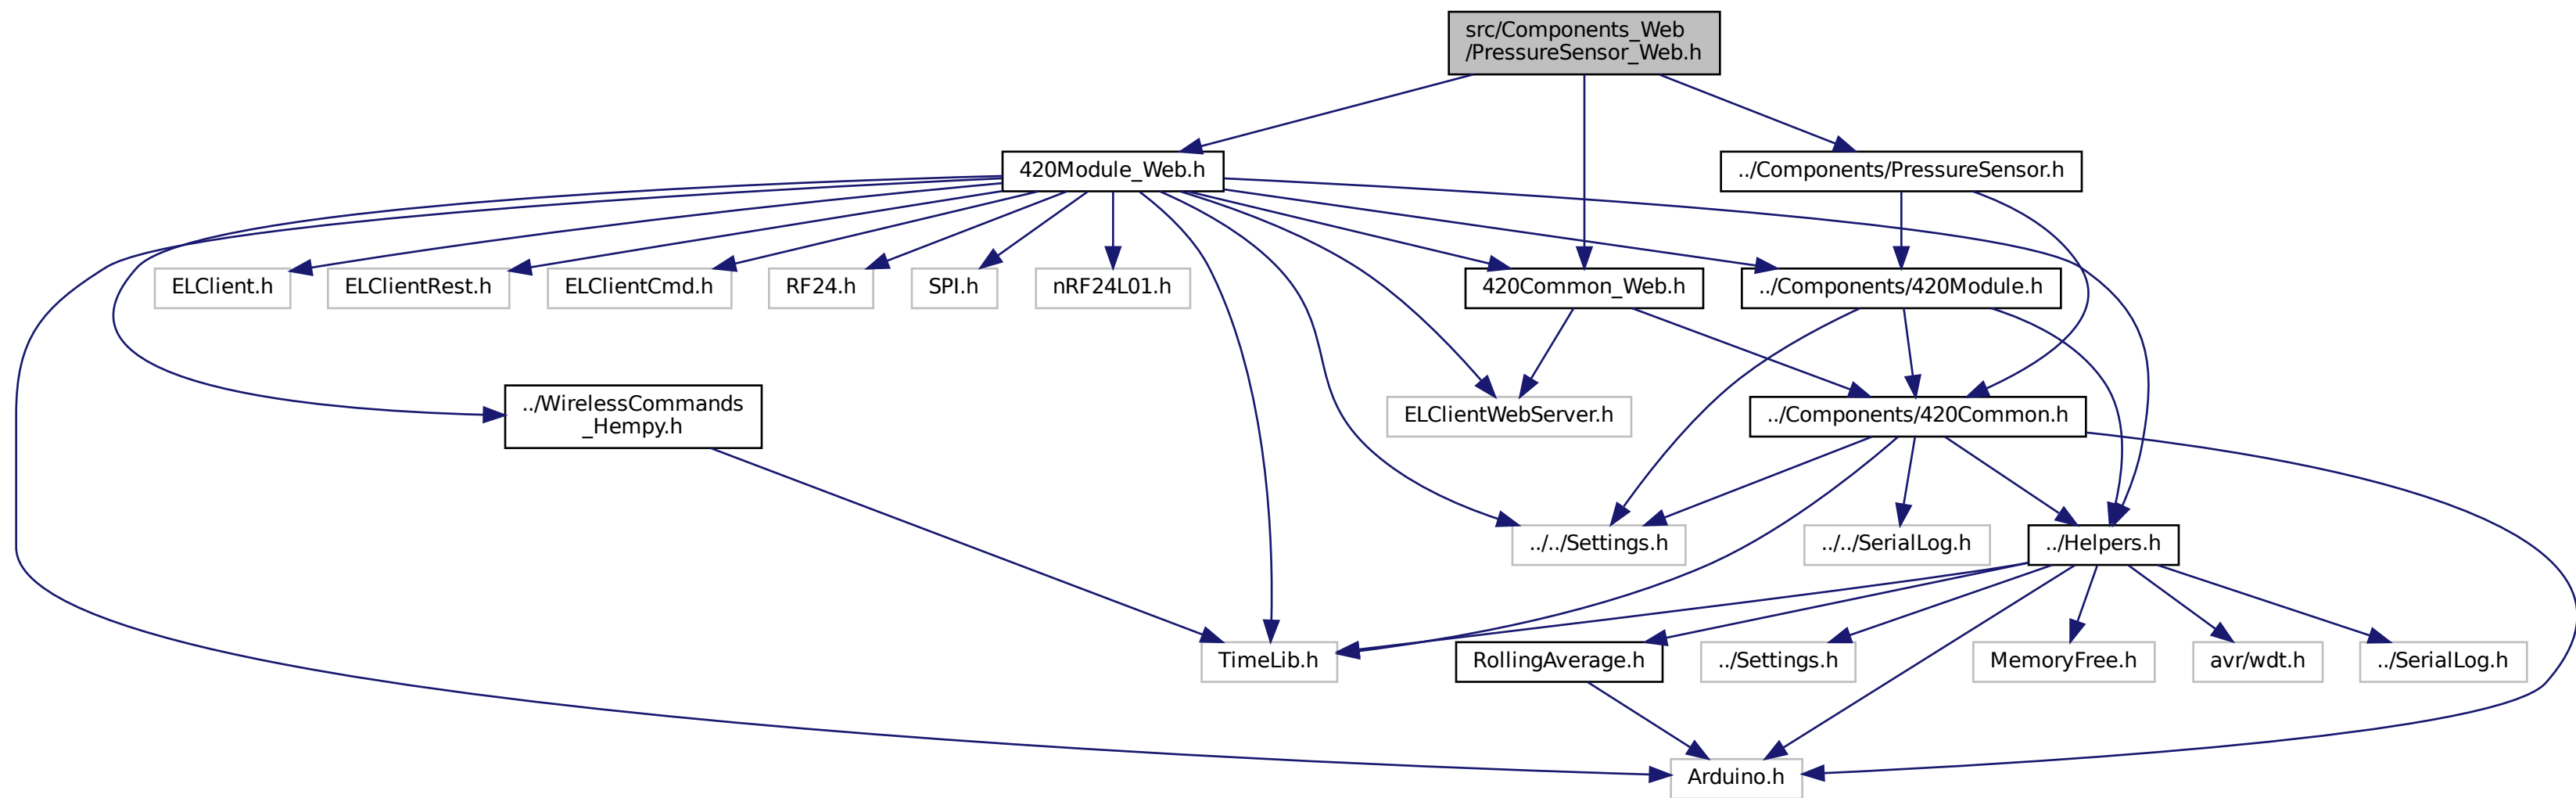 src/Components_Web
/PressureSensor_Web.h
420Module_Web.h
../Components/PressureSensor.h
ELClient.h
ELClientRest.h
ELClientCmd.h
RF24.h
SPI.h
nRF24L01.h
420Common_Web.h
../Components/420Module.h
../WirelessCommands
_Hempy.h
ELClientWebServer.h
../Components/420Common.h
../../Settings.h
../../SerialLog.h
../Helpers.h
TimeLib.h
RollingAverage.h
../Settings.h
MemoryFree.h
avr/wdt.h
../SerialLog.h
Arduino.h